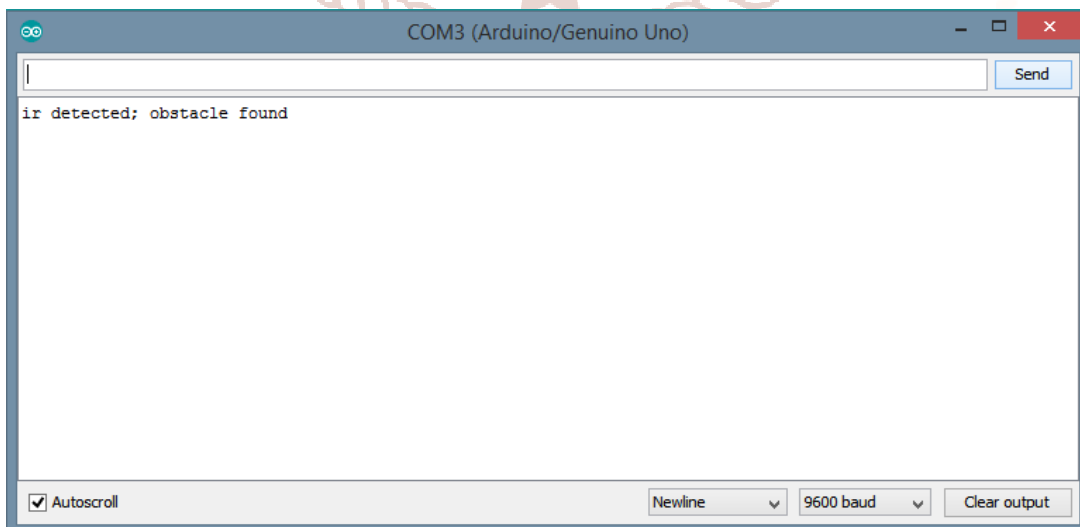 COM3 (Arduino/Genuino Uno)
Send
ir detected; obstacle found
Autoscroll
Newline
9600 baud
Clear output